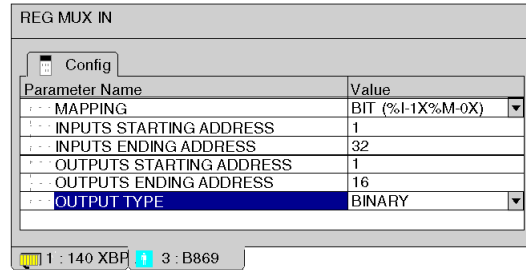 REG MUX IN
Config
Parameter Name Value
MAPPING BIT (%I-1X%M-0X)
INPUTS STARTING ADDRESS 1
INPUTS ENDING ADDRESS 32
OUTPUTS STARTING ADDRESS 1
OUTPUTS ENDING ADDRESS 16
OUTPUT TYPE BINARY
1 : 140 XBP 3 : B869